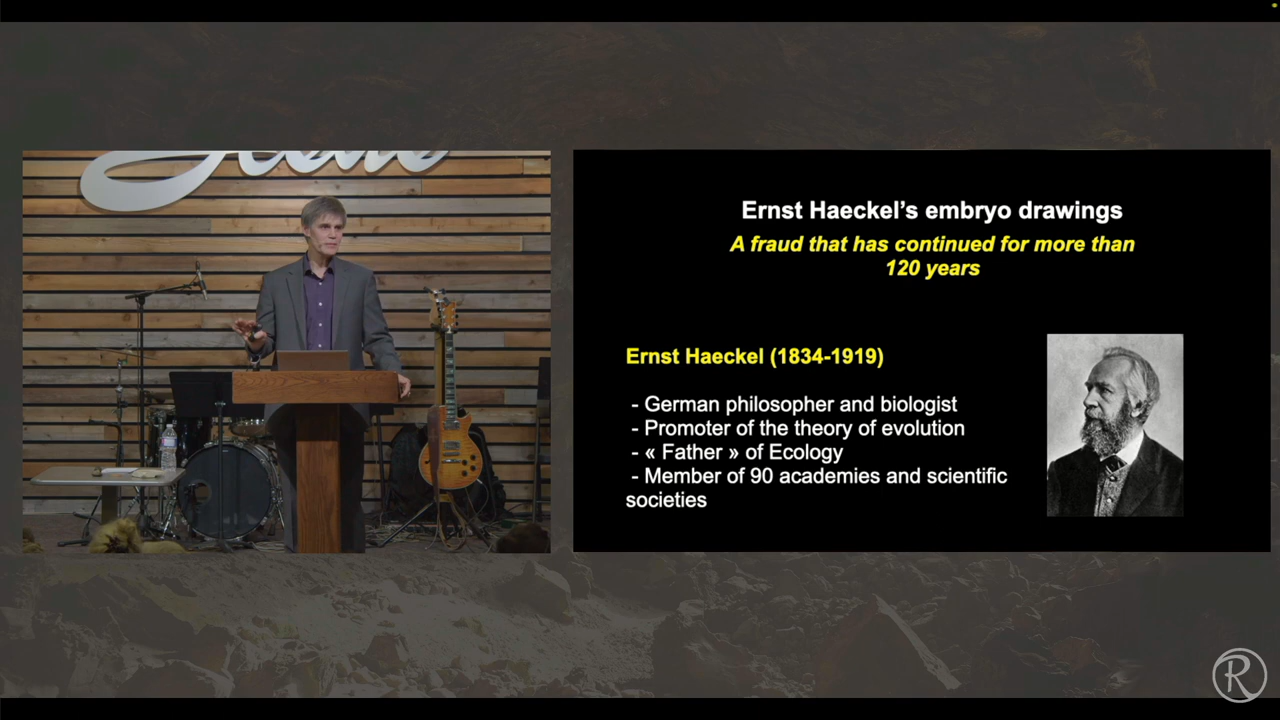 Ernst Haeckel’s embryo drawings
A fraud that has continued for more than
120 years
Ernst Haeckel (1834-1919)
- German philosopher and biologist
- Promoter of the theory of evolution
- « Father » of Ecology
- Member of 90 academies and scientific
societies
R